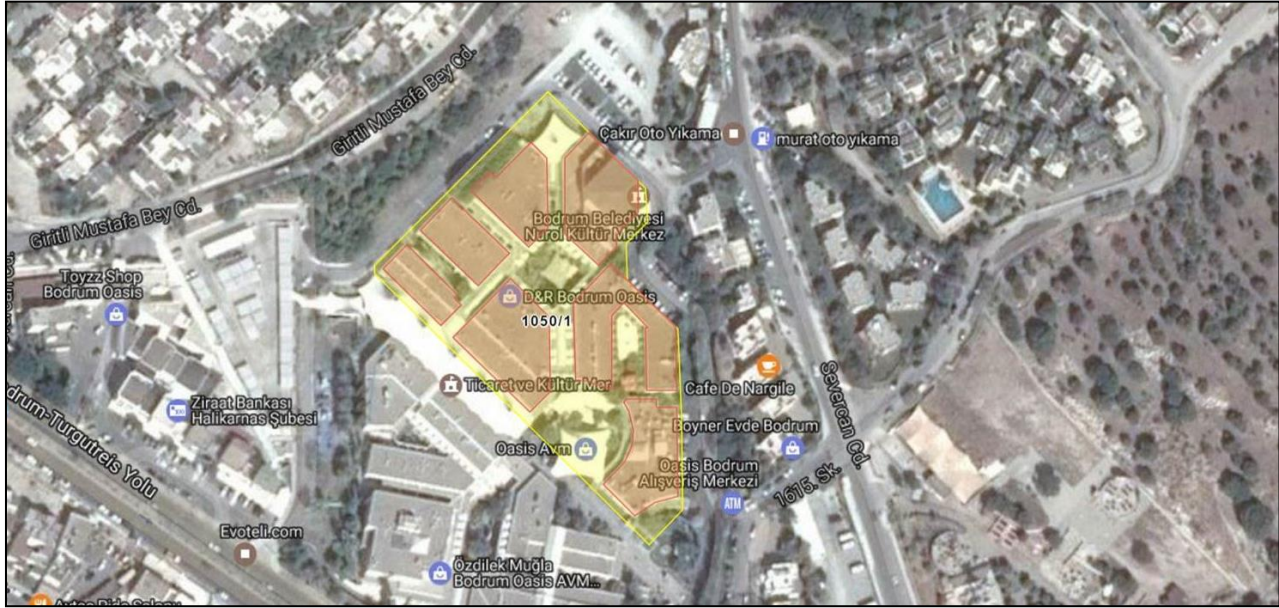 Giritli Mustafa Bey Cd.
Çakır Oto Yıkama
murat oto yıkama
Giritli Mustafa Bey Cd.
Bodrum Belediyesi
Nurol Kültür Merkez
Toyzz Shop
Bodrum Oasis
D&R Bodrum Oasis
1050/1
Ticaret ve Kültür Mer
Cafe De Nargile
Severcan Cd.
Ziraat Bankası
Halikarnas Şubesi
drum-Turgutreis Yolu
Boyner Evde Bodrum
Oasis Avm
Oasis Bodrum
Alışveriş Merkezi
ATM
1615. Sk.
Evoteli.com
Özdilek Muğla
Bodrum Oasis AVM...